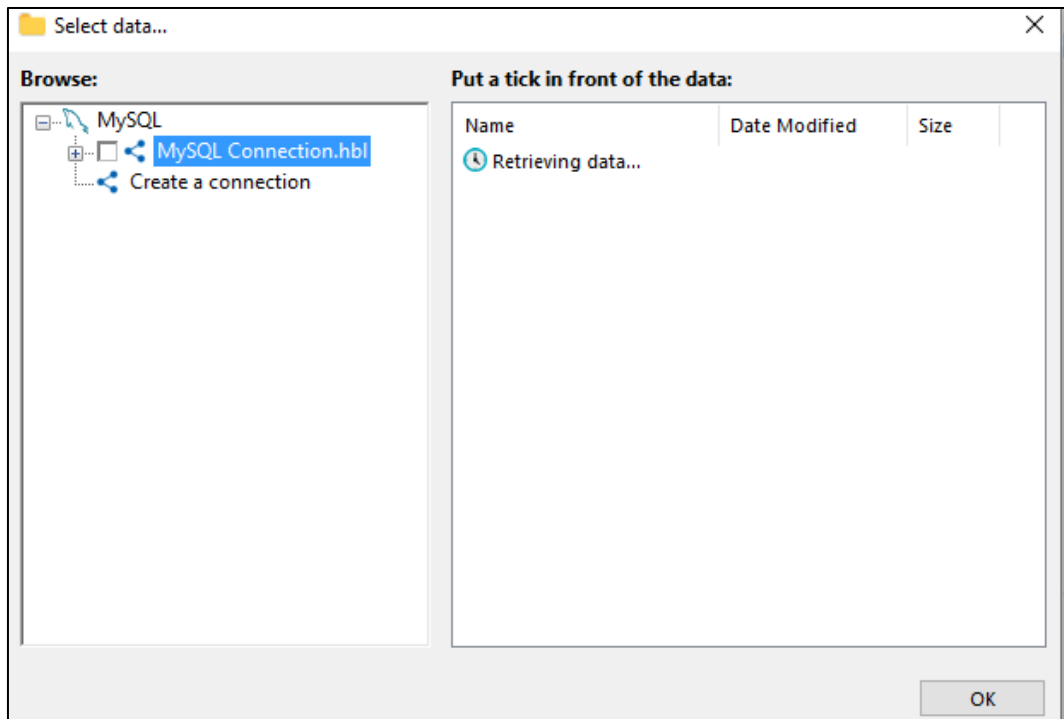 Select data...
Browse:
Put a tick in front of the data:
MySQL
MySQL Connection.hbl
Create a connection
Name Date Modified Size
Retrieving data...
OK